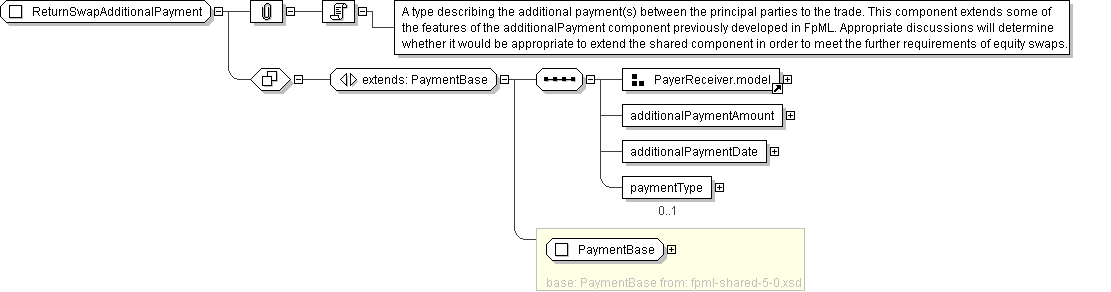 ReturnSwapAdditionalPayment
A type describing the additional payment(s) between the principal parties to the trade. This component extends some of
the features of the additionalPayment component previously developed in FpML. Appropriate discussions will determine
whether it would be appropriate to extend the shared component in order to meet the further requirements of equity swaps.
extends: PaymentBase
PayerReceiver.model
additionalPaymentAmount
additionalPaymentDate
paymentType
0..1
PaymentBase
base: PaymentBase from: fpml-shared-5-0.xsd